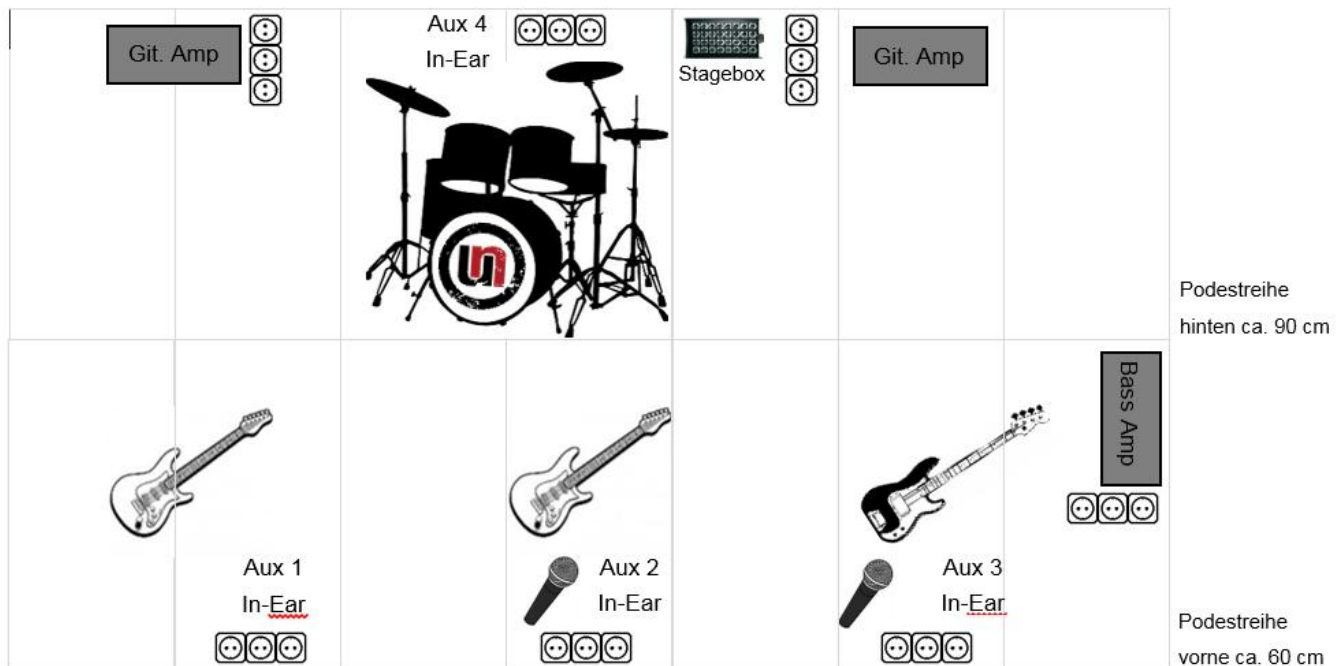 Git. Amp
Aux 4
In-Ear
Stagebox
Git. Amp
Podestreihe
hinten ca. 90 cm
Bass Amp
Aux 1
In-Ear
Aux 2
In-Ear
Aux 3
In-Ear
Podestreihe
vorne ca. 60 cm